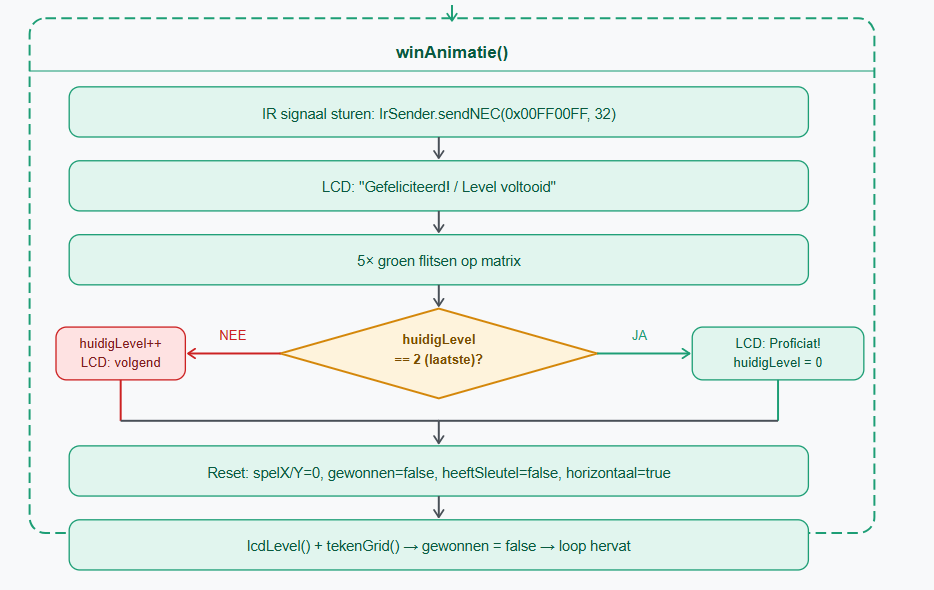 winAnimatie()
IR signaal sturen: IrSender.sendNEC(0x00FF00FF, 32)
LCD: "Gefeliciteerd! / Level voltooid"
5× groen flitsen op matrix
huidigLevel
== 2 (laatste)?
NEE
JA
huidigLevel++
LCD: volgend
LCD: Proficiat!
huidigLevel = 0
Reset: spelX/Y=0, gewonnen=false, heeftSleutel=false, horizontaal=true
lcdLevel() + tekenGrid() → gewonnen = false → loop hervat